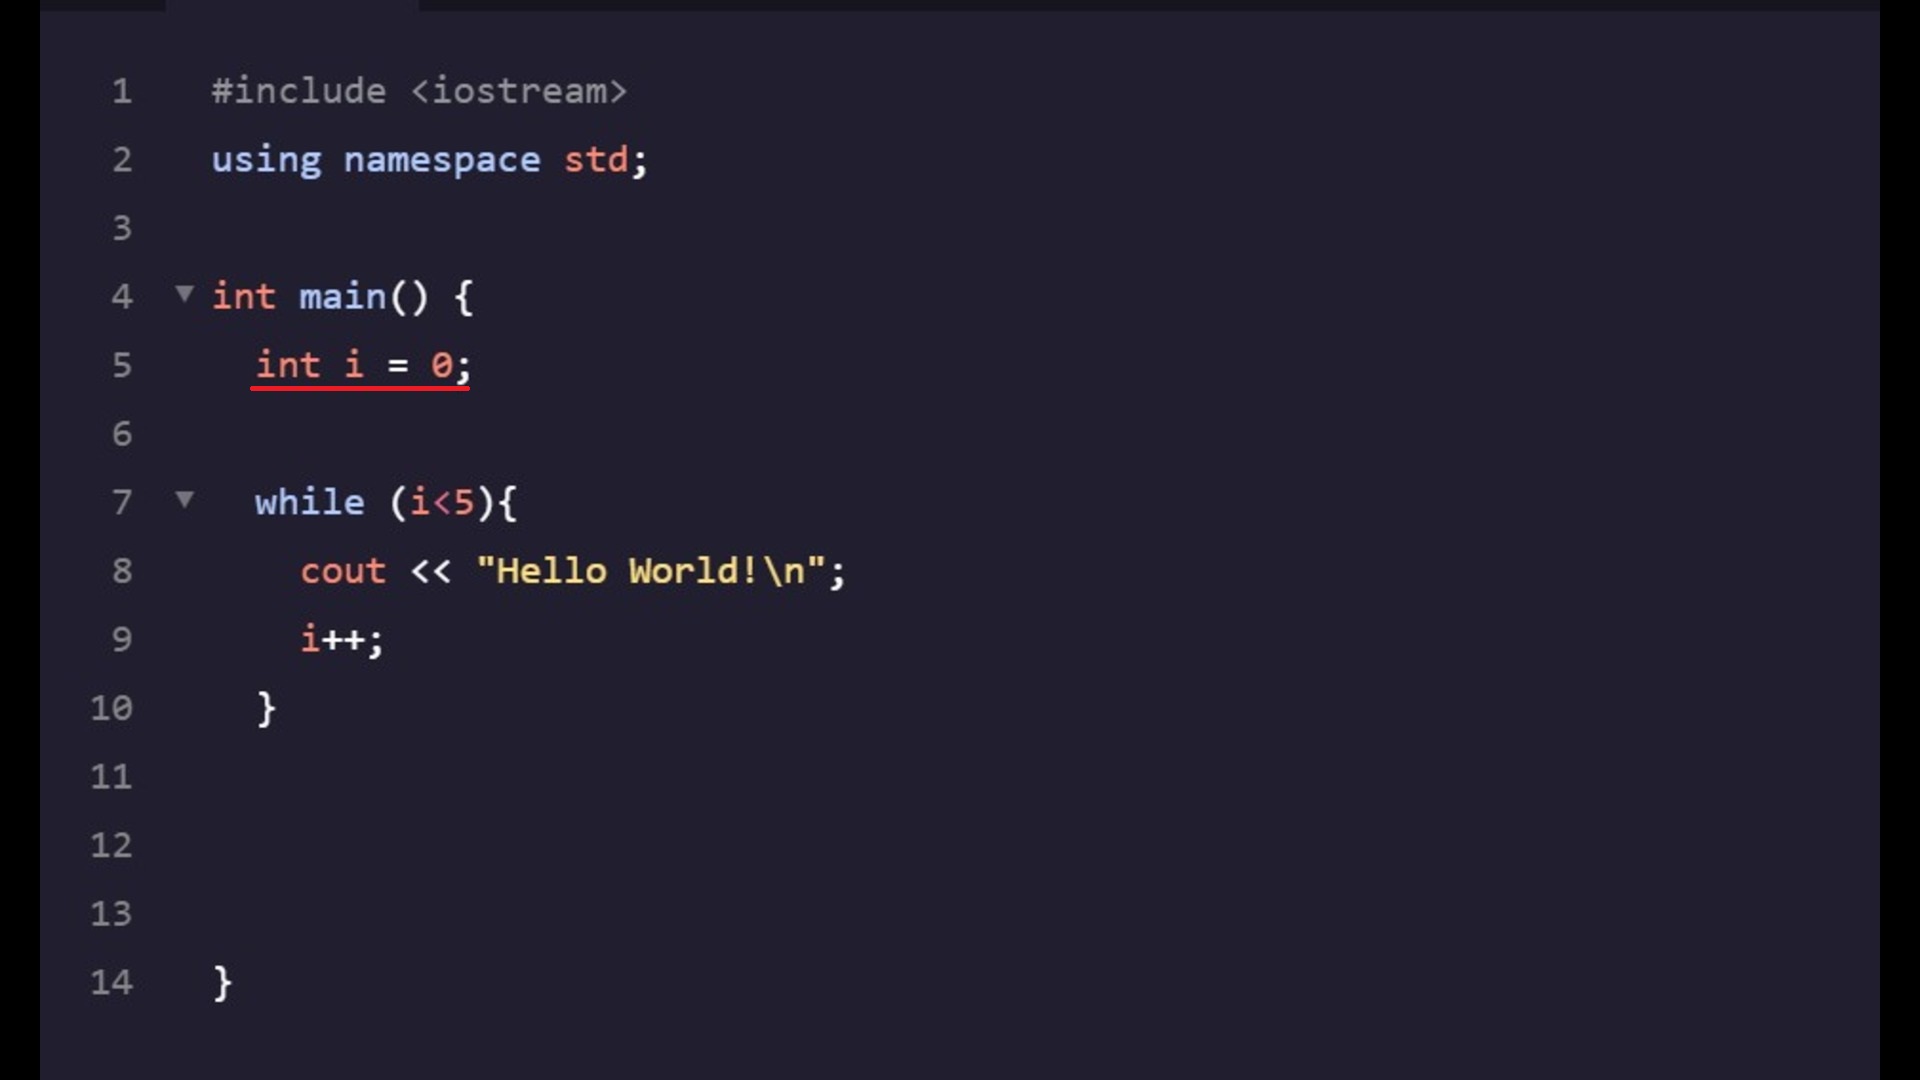 1 #include <iostream>
2 using namespace std;
3
4 int main() {
5 int i = 0;
6
7 while (i<5){
8 cout << "Hello World!\n";
9 i++;
10 }
11
12
13
14 }